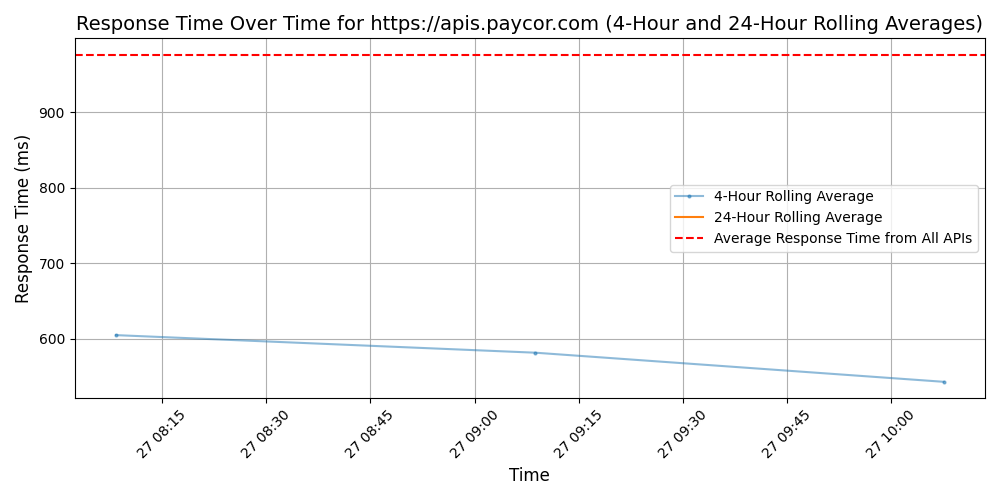 Response Time Over Time for https://apis.paycor.com (4-Hour and 24-Hour Rolling Averages)
Response Time (ms)
900
800
700
600
4-Hour Rolling Average
24-Hour Rolling Average
Average Response Time from All APIs
27 08:15
27 08:30
27 08:45
27 09:00
27 09:15
27 09:30
27 09:45
27 10:00
Time